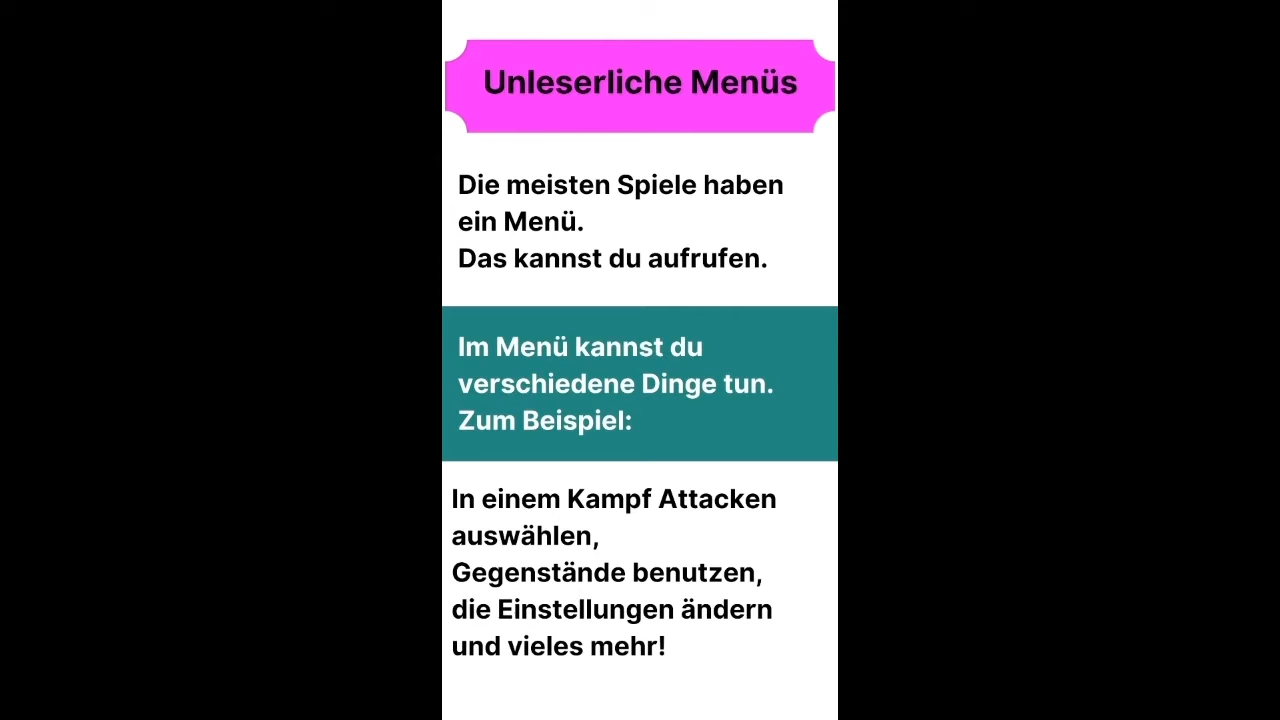 Unleserliche Menüs
Die meisten Spiele haben
ein Menü.
Das kannst du aufrufen.
Im Menü kannst du
verschiedene Dinge tun.
Zum Beispiel:
In einem Kampf Attacken
auswählen,
Gegenstände benutzen,
die Einstellungen ändern
und vieles mehr!